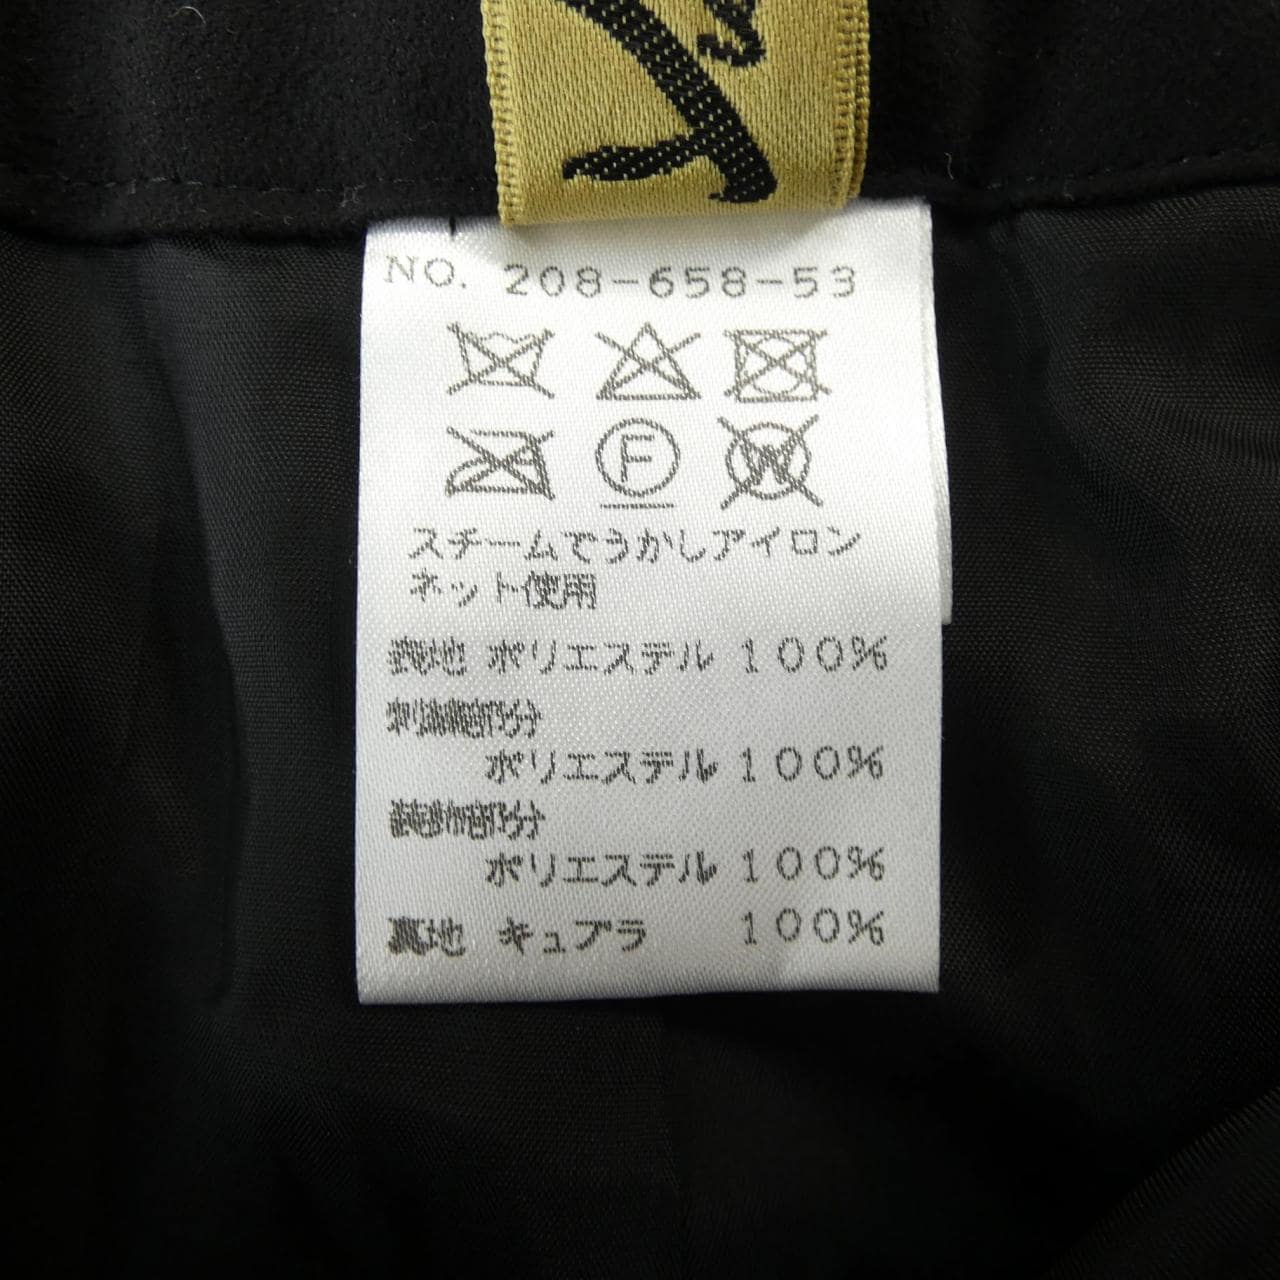 NO. 208-658-53
F
W
スチームでうかしアイロン
ネット使用
表地 ポリエステル 100%
刺繍部分
ポリエステル 100%
装飾部分
ポリエステル 100%
裏地 キュプラ 100%